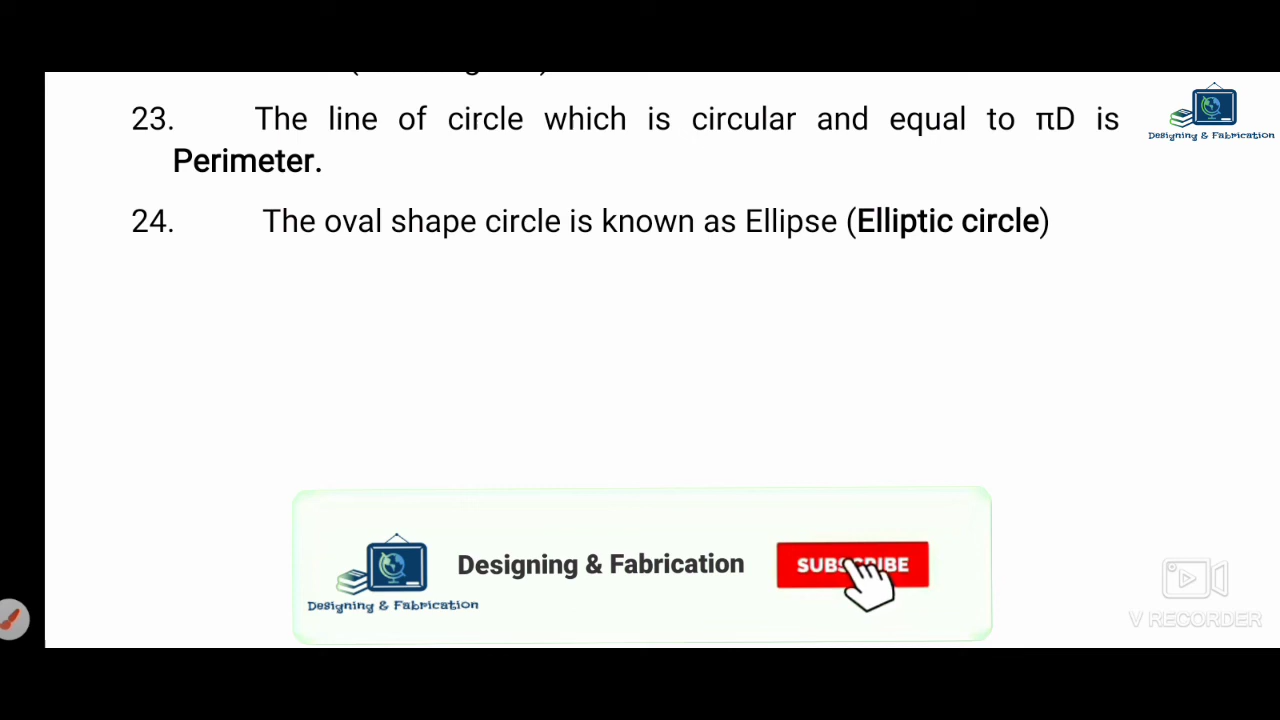 23. The line of circle which is circular and equal to πD is
Designing & Fabrication
Perimeter.
24. The oval shape circle is known as Ellipse (Elliptic circle)
Designing & Fabrication
SUBSCRIBE
Designing & Fabrication
V RECORDER